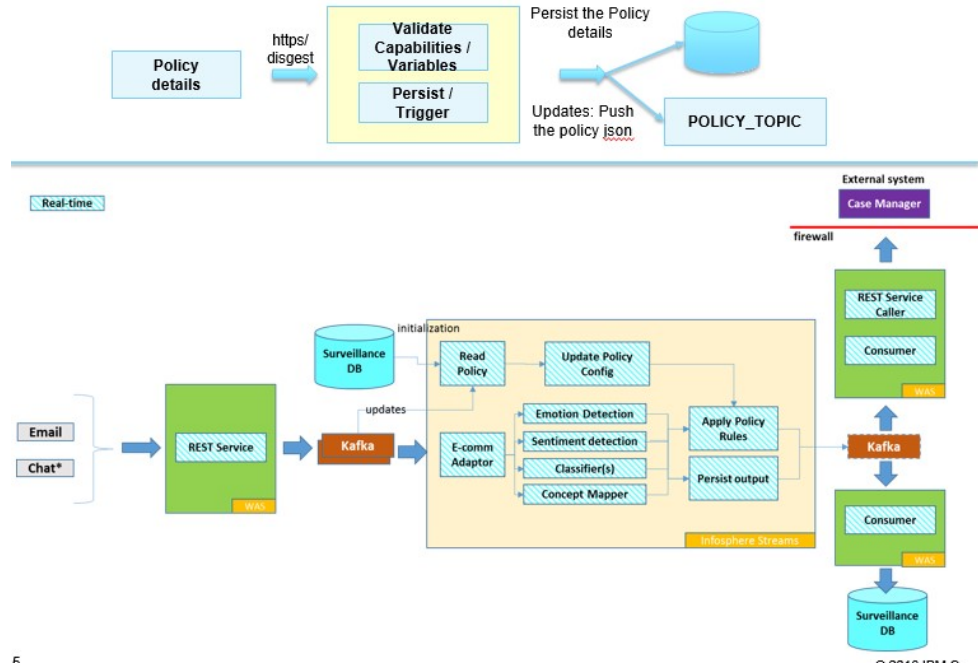 Policy
details
https/
disgest
Validate
Capabilities /
Variables
Persist /
Trigger
Persist the Policy
details
Updates: Push
the policy json
POLICY_TOPIC
Real-time
External system
Case Manager
firewall
REST Service
Caller
Consumer
WAS
Surveillance
DB
initialization
Read
Policy
Update Policy
Config
updates
Email
Chat*
REST Service
WAS
Kafka
E-comm
Adaptor
Emotion Detection
Sentiment detection
Classifier(s)
Concept Mapper
Apply Policy
Rules
Persist output
Infosphere Streams
Kafka
Consumer
WAS
Surveillance
DB
5